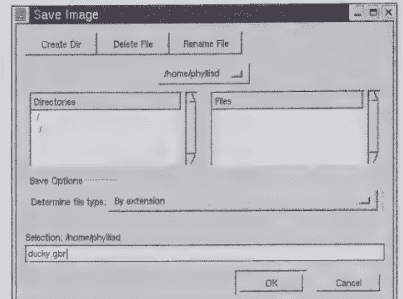 Save Image
Create Dir Delete File Rename File
/home/phyllisd
Directories Files
./
../
Save Options
Determine file type: By extension
Selection: /home/phyllisd
ducky.gbr
OK Cancel